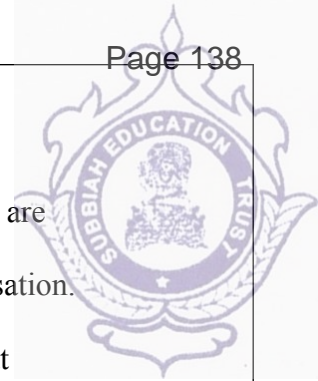 Page 138
SUBBIAH EDUCATION TRUST
are
sation.
t